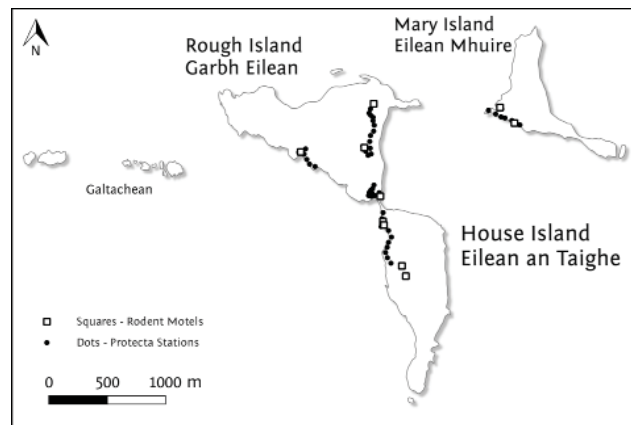 N
Rough Island
Garbh Eilean
Mary Island
Eilean Mhuire
Galtachean
House Island
Eilean an Taighe
Squares - Rodent Motels
Dots - Protecta Stations
0 500 1000 m